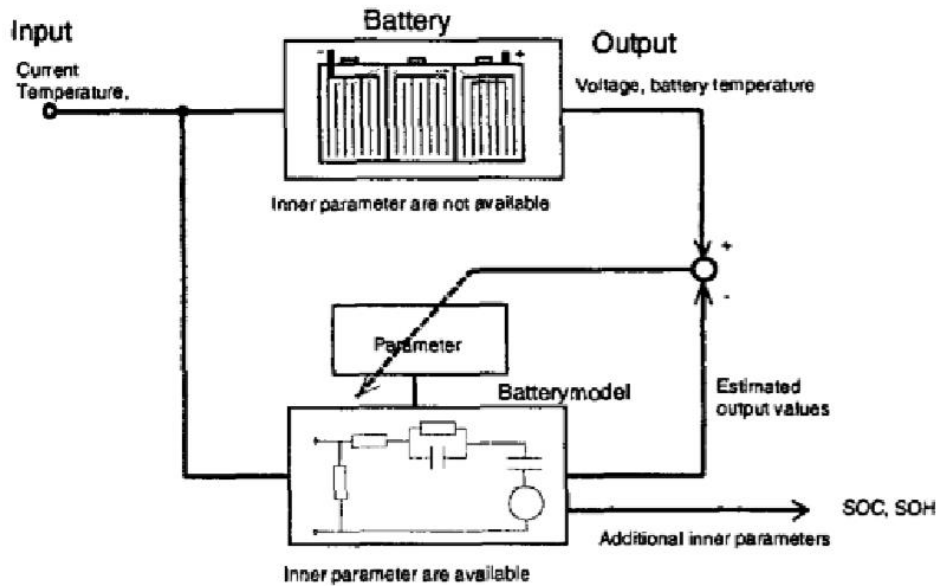 Battery
Input
Output
Current
Temperature,
Voltage, battery temperature
- +
Inner parameter are not available
+
-
Parameter
Batterymodel
Estimated
output values
SOC, SOH
Additional inner parameters
Inner parameter are available